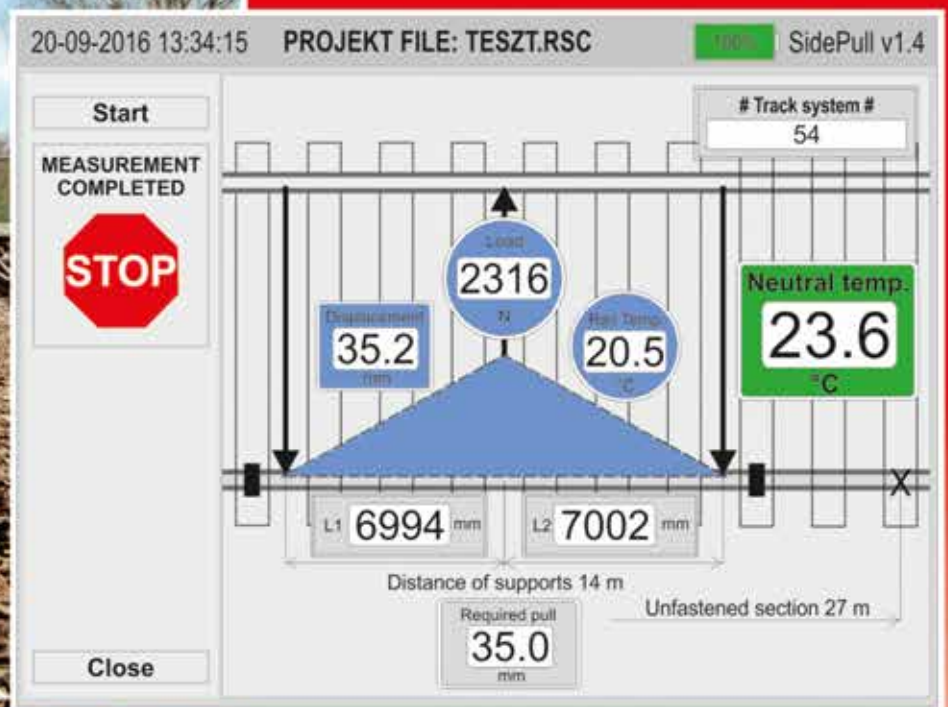 20-09-2016 13:34:15 PROJEKT FILE: TESZT.RSC 100% SidePull v1.4
Start
# Track system #
54
MEASUREMENT
COMPLETED
STOP
Load
2316
N
Displacement
35.2
mm
Rail Temp.
20.5
°C
Neutral temp.
23.6
°C
X
L1 6994 mm
L2 7002 mm
Distance of supports 14 m
Unfastened section 27 m
Required pull
35.0
mm
Close